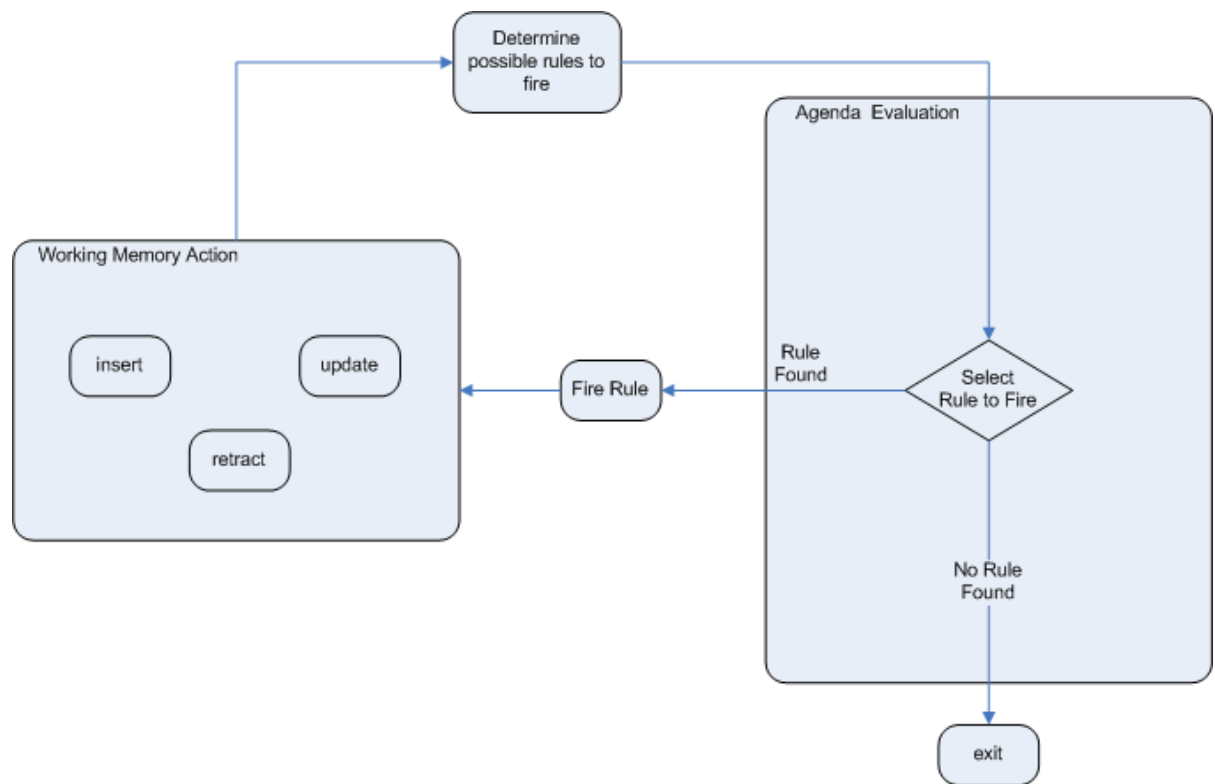 Determine
possible rules to
fire
Agenda Evaluation
Working Memory Action
insert
update
retract
Fire Rule
Rule
Found
Select
Rule to Fire
No Rule
Found
exit